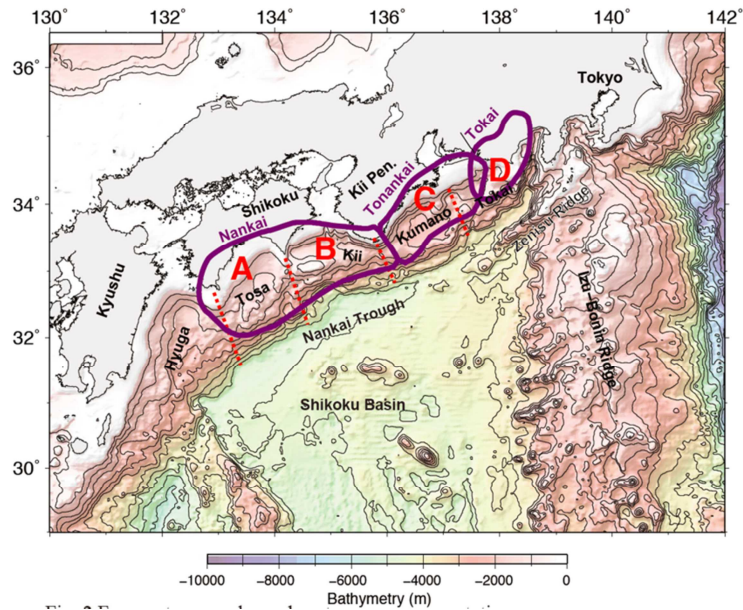 130 132 134 136 138 140 142°
36°
34°
32°
30°
Tokyo
Tokai
Kii Pen.
Tonankai
D
Tokai
Shikoku
C
Zenisu Ridge
Nankai
Kumano
B
Kii
A
Kyushu
Tosa
Izu-Bonin Ridge
Nankai Trough
Hyuga
Shikoku Basin
−10000 −8000 −6000 −4000 −2000 0
Bathymetry (m)